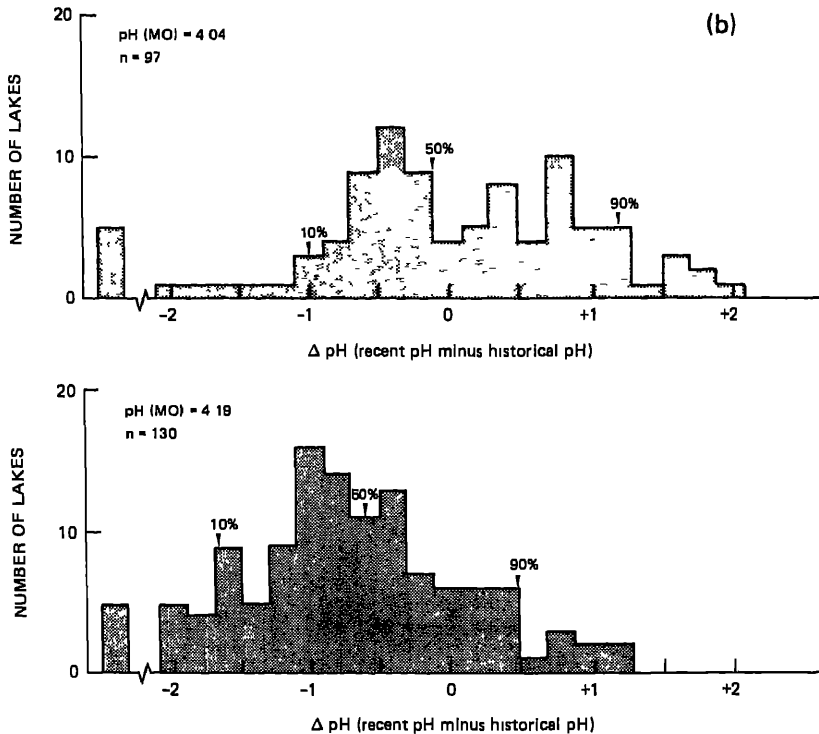 (b)
20
pH (MO) = 4 04
n = 97
NUMBER OF LAKES
10
0
10%
50%
90%
-2 -1 0 +1 +2
Δ pH (recent pH minus historical pH)
20
pH (MO) = 4 19
n = 130
NUMBER OF LAKES
10
0
10%
50%
90%
-2 -1 0 +1 +2
Δ pH (recent pH minus historical pH)